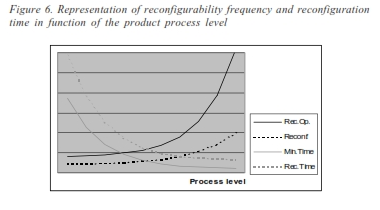 Figure 6. Representation of reconfigurability frequency and reconfiguration
time in function of the product process level
Rec.Op.
Reconf
Min.Time
Rec.Time
Process level